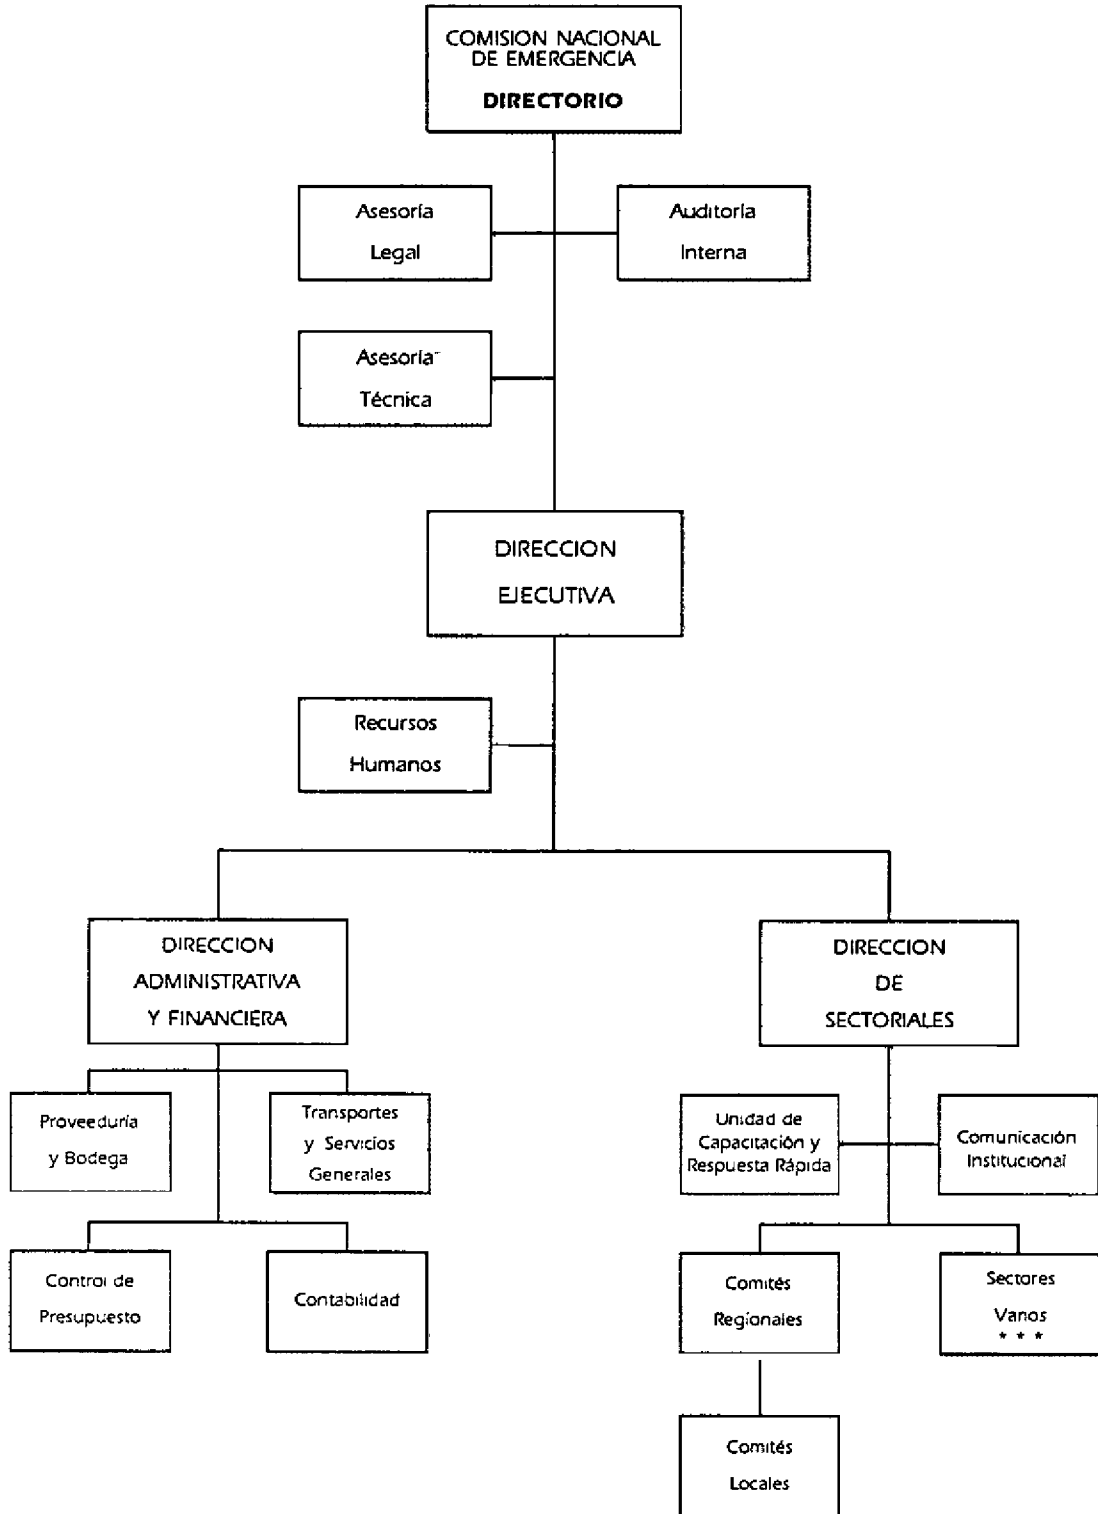 COMISION NACIONAL
DE EMERGENCIA
DIRECTORIO
Asesoría
Legal
Auditoría
Interna
Asesoría
Técnica
DIRECCION
EJECUTIVA
Recursos
Humanos
DIRECCION
ADMINISTRATIVA
Y FINANCIERA
DIRECCION
DE
SECTORIALES
Proveeduría
y Bodega
Transportes
y Servicios
Generales
Unidad de
Capacitación y
Respuesta Rápida
Comunicación
Institucional
Control de
Presupuesto
Contabilidad
Comités
Regionales
Sectores
Vanos
* * *
Comités
Locales